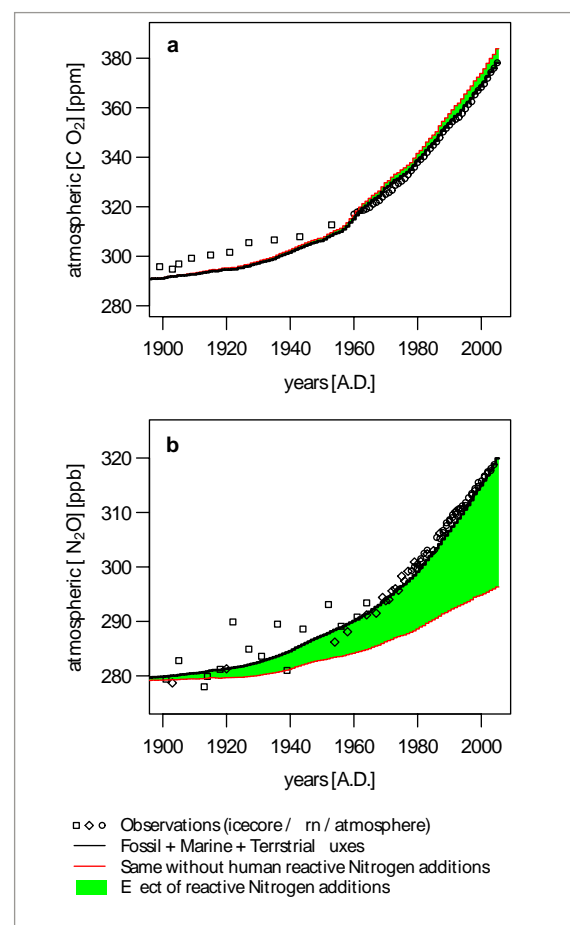 a
380
360
340
320
300
280
atmospheric [C O₂] [ppm]
1900 1920 1940 1960 1980 2000
years [A.D.]
b
320
310
300
290
280
atmospheric [ N₂O] [ppb]
1900 1920 1940 1960 1980 2000
years [A.D.]
Observations (icecore / rn / atmosphere)
Fossil + Marine + Terrstrial uxes
Same without human reactive Nitrogen additions
E ect of reactive Nitrogen additions